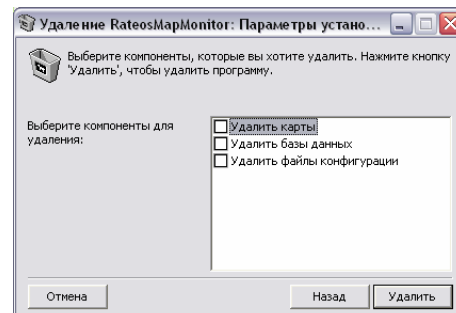 Удаление RateosMapMonitor: Параметры устано...
Выберите компоненты, которые вы хотите удалить. Нажмите кнопку
'Удалить', чтобы удалить программу.
Выберите компоненты для
удаления:
Удалить карты
Удалить базы данных
Удалить файлы конфигурации
Отмена
Назад
Удалить